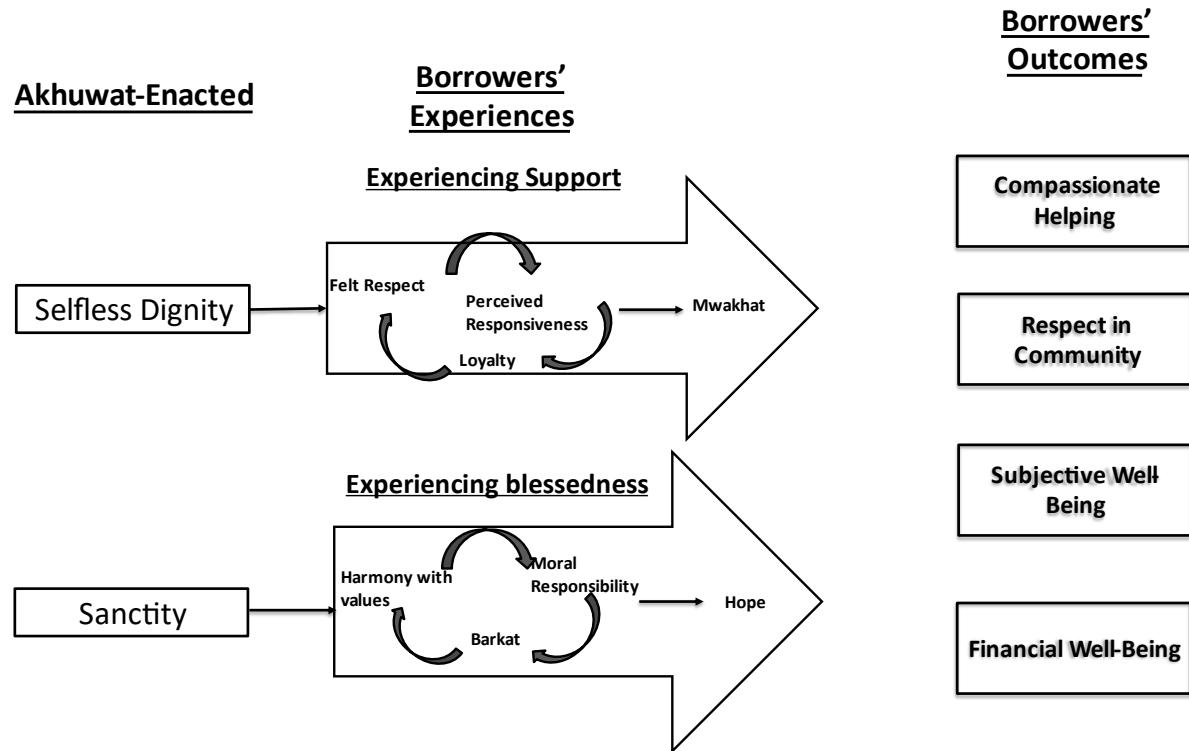 Akhuwat-Enacted
Borrowers’
Experiences
Borrowers’
Outcomes
Experiencing Support
Selfless Dignity
Felt Respect
Perceived
Responsiveness
Loyalty
Mwakhat
Experiencing blessedness
Sanctity
Harmony with
values
Moral
Responsibility
Barkat
Hope
Compassionate
Helping
Respect in
Community
Subjective Well-
Being
Financial Well-Being